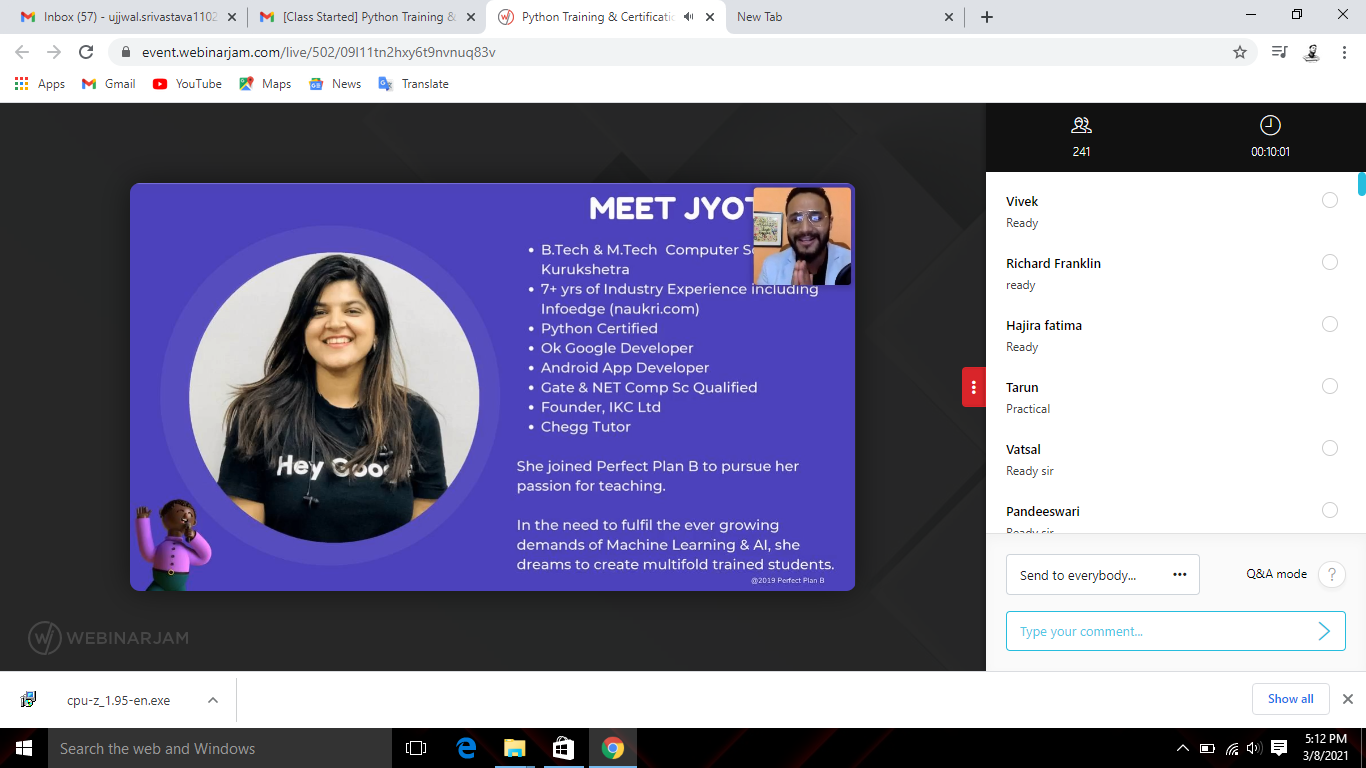 Inbox (57) - ujjwal.srivastava1102
[Class Started] Python Training &
Python Training & Certificatio
New Tab
event.webinarjam.com/live/502/09l11tn2hxy6t9nvnuq83v
Apps
Gmail
YouTube
Maps
News
Translate
MEET JYOT
• B.Tech & M.Tech Computer S
Kurukshetra
• 7+ yrs of Industry Experience including
Infoedge (naukri.com)
• Python Certified
• Ok Google Developer
• Android App Developer
• Gate & NET Comp Sc Qualified
• Founder, IKC Ltd
• Chegg Tutor
She joined Perfect Plan B to pursue her
passion for teaching.
In the need to fulfil the ever growing
demands of Machine Learning & AI, she
dreams to create multifold trained students.
@2019 Perfect Plan B
Hey Goog
WEBINARJAM
241
00:10:01
Vivek
Ready
Richard Franklin
ready
Hajira fatima
Ready
Tarun
Practical
Vatsal
Ready sir
Pandeeswari
Ready sir
Send to everybody...
Q&A mode
?
Type your comment...
cpu-z_1.95-en.exe
Show all
Search the web and Windows
5:12 PM
3/8/2021